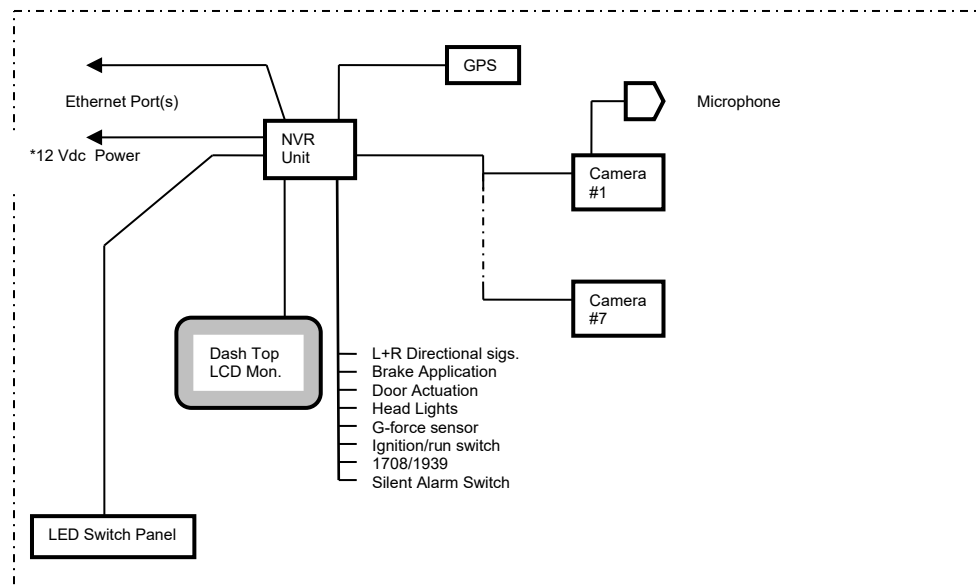 GPS
Ethernet Port(s)
Microphone
NVR
Unit
*12 Vdc  Power
Camera
#1
Camera
#7
Dash Top
LCD Mon.
L+R Directional sigs.
Brake Application
Door Actuation
Head Lights
G-force sensor
Ignition/run switch
1708/1939
Silent Alarm Switch
LED Switch Panel